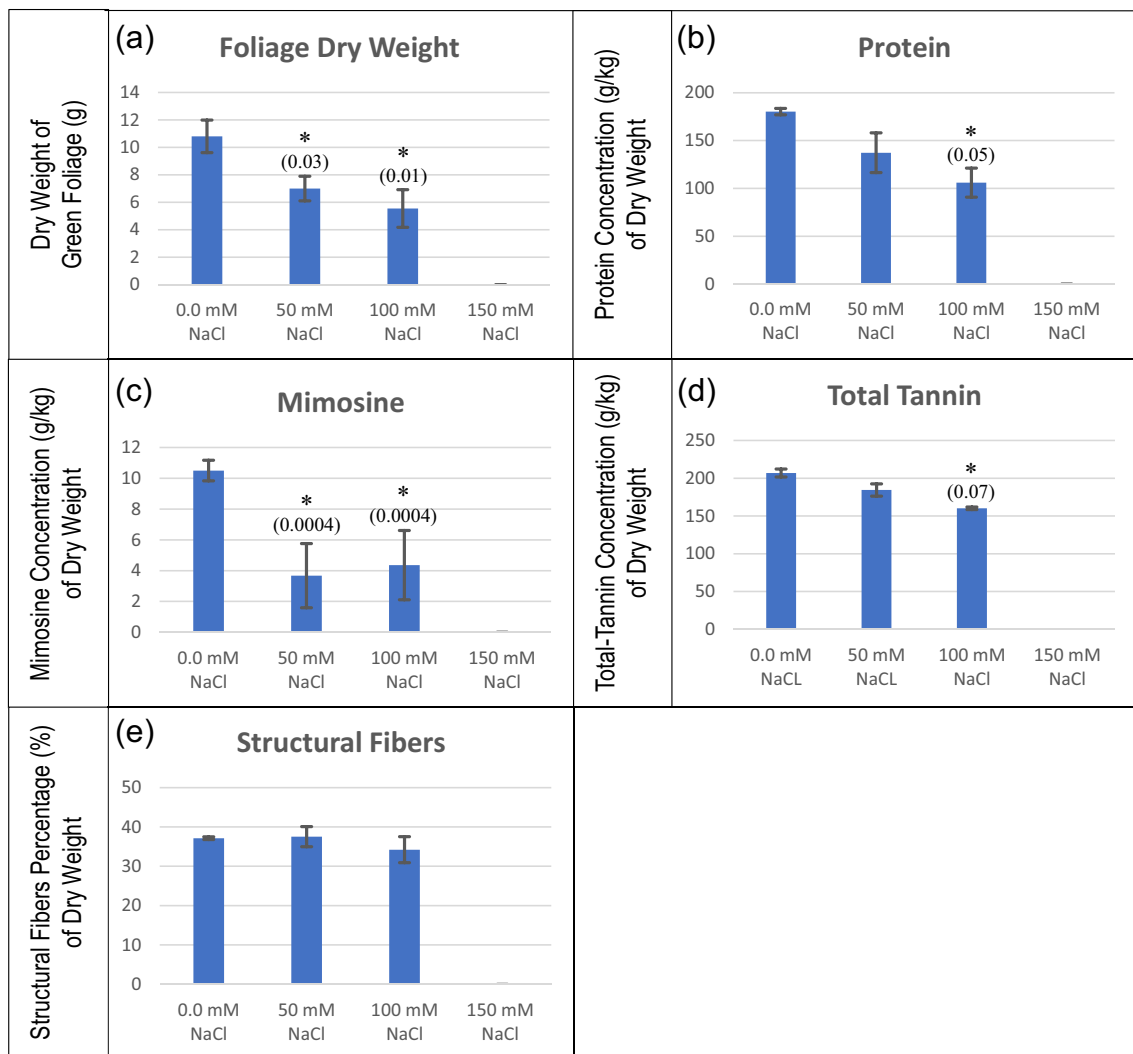 (a)
Foliage Dry Weight
Dry Weight of
Green Foliage (g)
14
12
10
8
6
4
2
0
*
(0.03)
*
(0.01)
0.0 mM 50 mM 100 mM 150 mM
NaCl NaCl NaCl NaCl
(b)
Protein
Protein Concentration (g/kg)
of Dry Weight
200
150
100
50
0
*
(0.05)
0.0 mM 50 mM 100 mM 150 mM
NaCl NaCl NaCl NaCl
(c)
Mimosine
Mimosine Concentration (g/kg)
of Dry Weight
12
10
8
6
4
2
0
*
(0.0004)
*
(0.0004)
0.0 mM 50 mM 100 mM 150 mM
NaCl NaCl NaCl NaCl
(d)
Total Tannin
Total-Tannin Concentration (g/kg)
of Dry Weight
250
200
150
100
50
0
*
(0.07)
0.0 mM 50 mM 100 mM 150 mM
NaCL NaCL NaCl NaCl
(e)
Structural Fibers
Structural Fibers Percentage (%)
of Dry Weight
50
40
30
20
10
0
0.0 mM 50 mM 100 mM 150 mM
NaCl NaCl NaCl NaCl